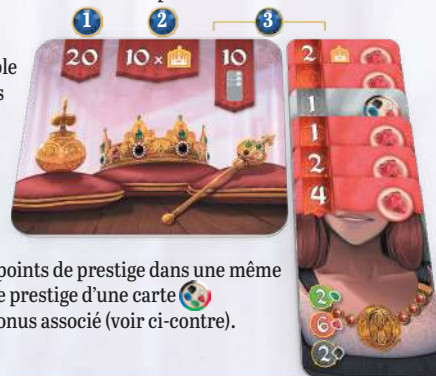 1 2 3
ple
s
20 10 × 10
2
1
1
2
4
2
6
2
points de prestige dans une même
e prestige d'une carte
onus associé (voir ci-contre).